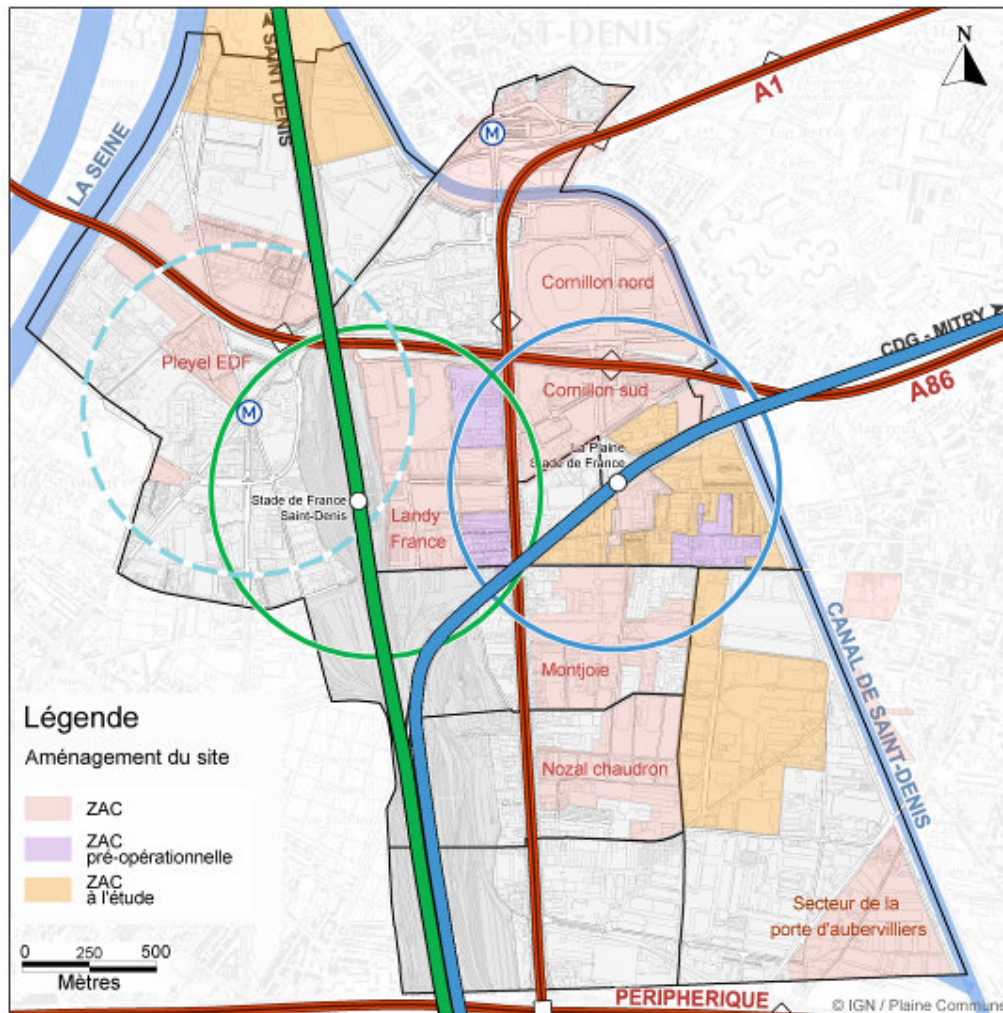 ST-DENIS
SAINT DENIS
N
A1
M
LA SEINE
Cornillon nord
CDG - MITRY
Pleyel EDF
Cornillon sud
A86
M
La Plaine
Stade de France
Stade de France
Saint-Denis
Landy
France
CANAL DE SAINT-DENIS
Montjoie
Légende
Aménagement du site
Nozal chaudron
ZAC
ZAC
pré-opérationnelle
ZAC
à l'étude
Secteur de la
porte d'aubervilliers
0 250 500
Mètres
PERIPHERIQUE
© IGN / Plaine Commune